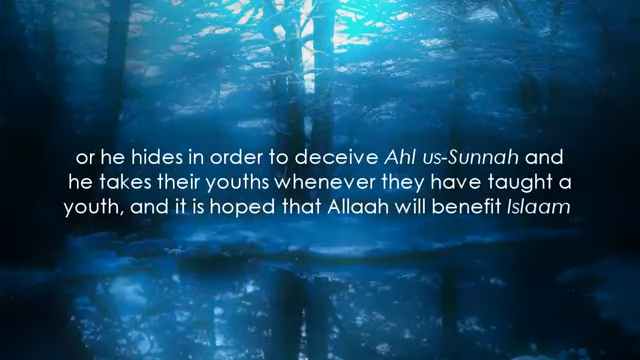 or he hides in order to deceive Ahl us-Sunnah and
he takes their youths whenever they have taught a
youth, and it is hoped that Allaah will benefit Islaam